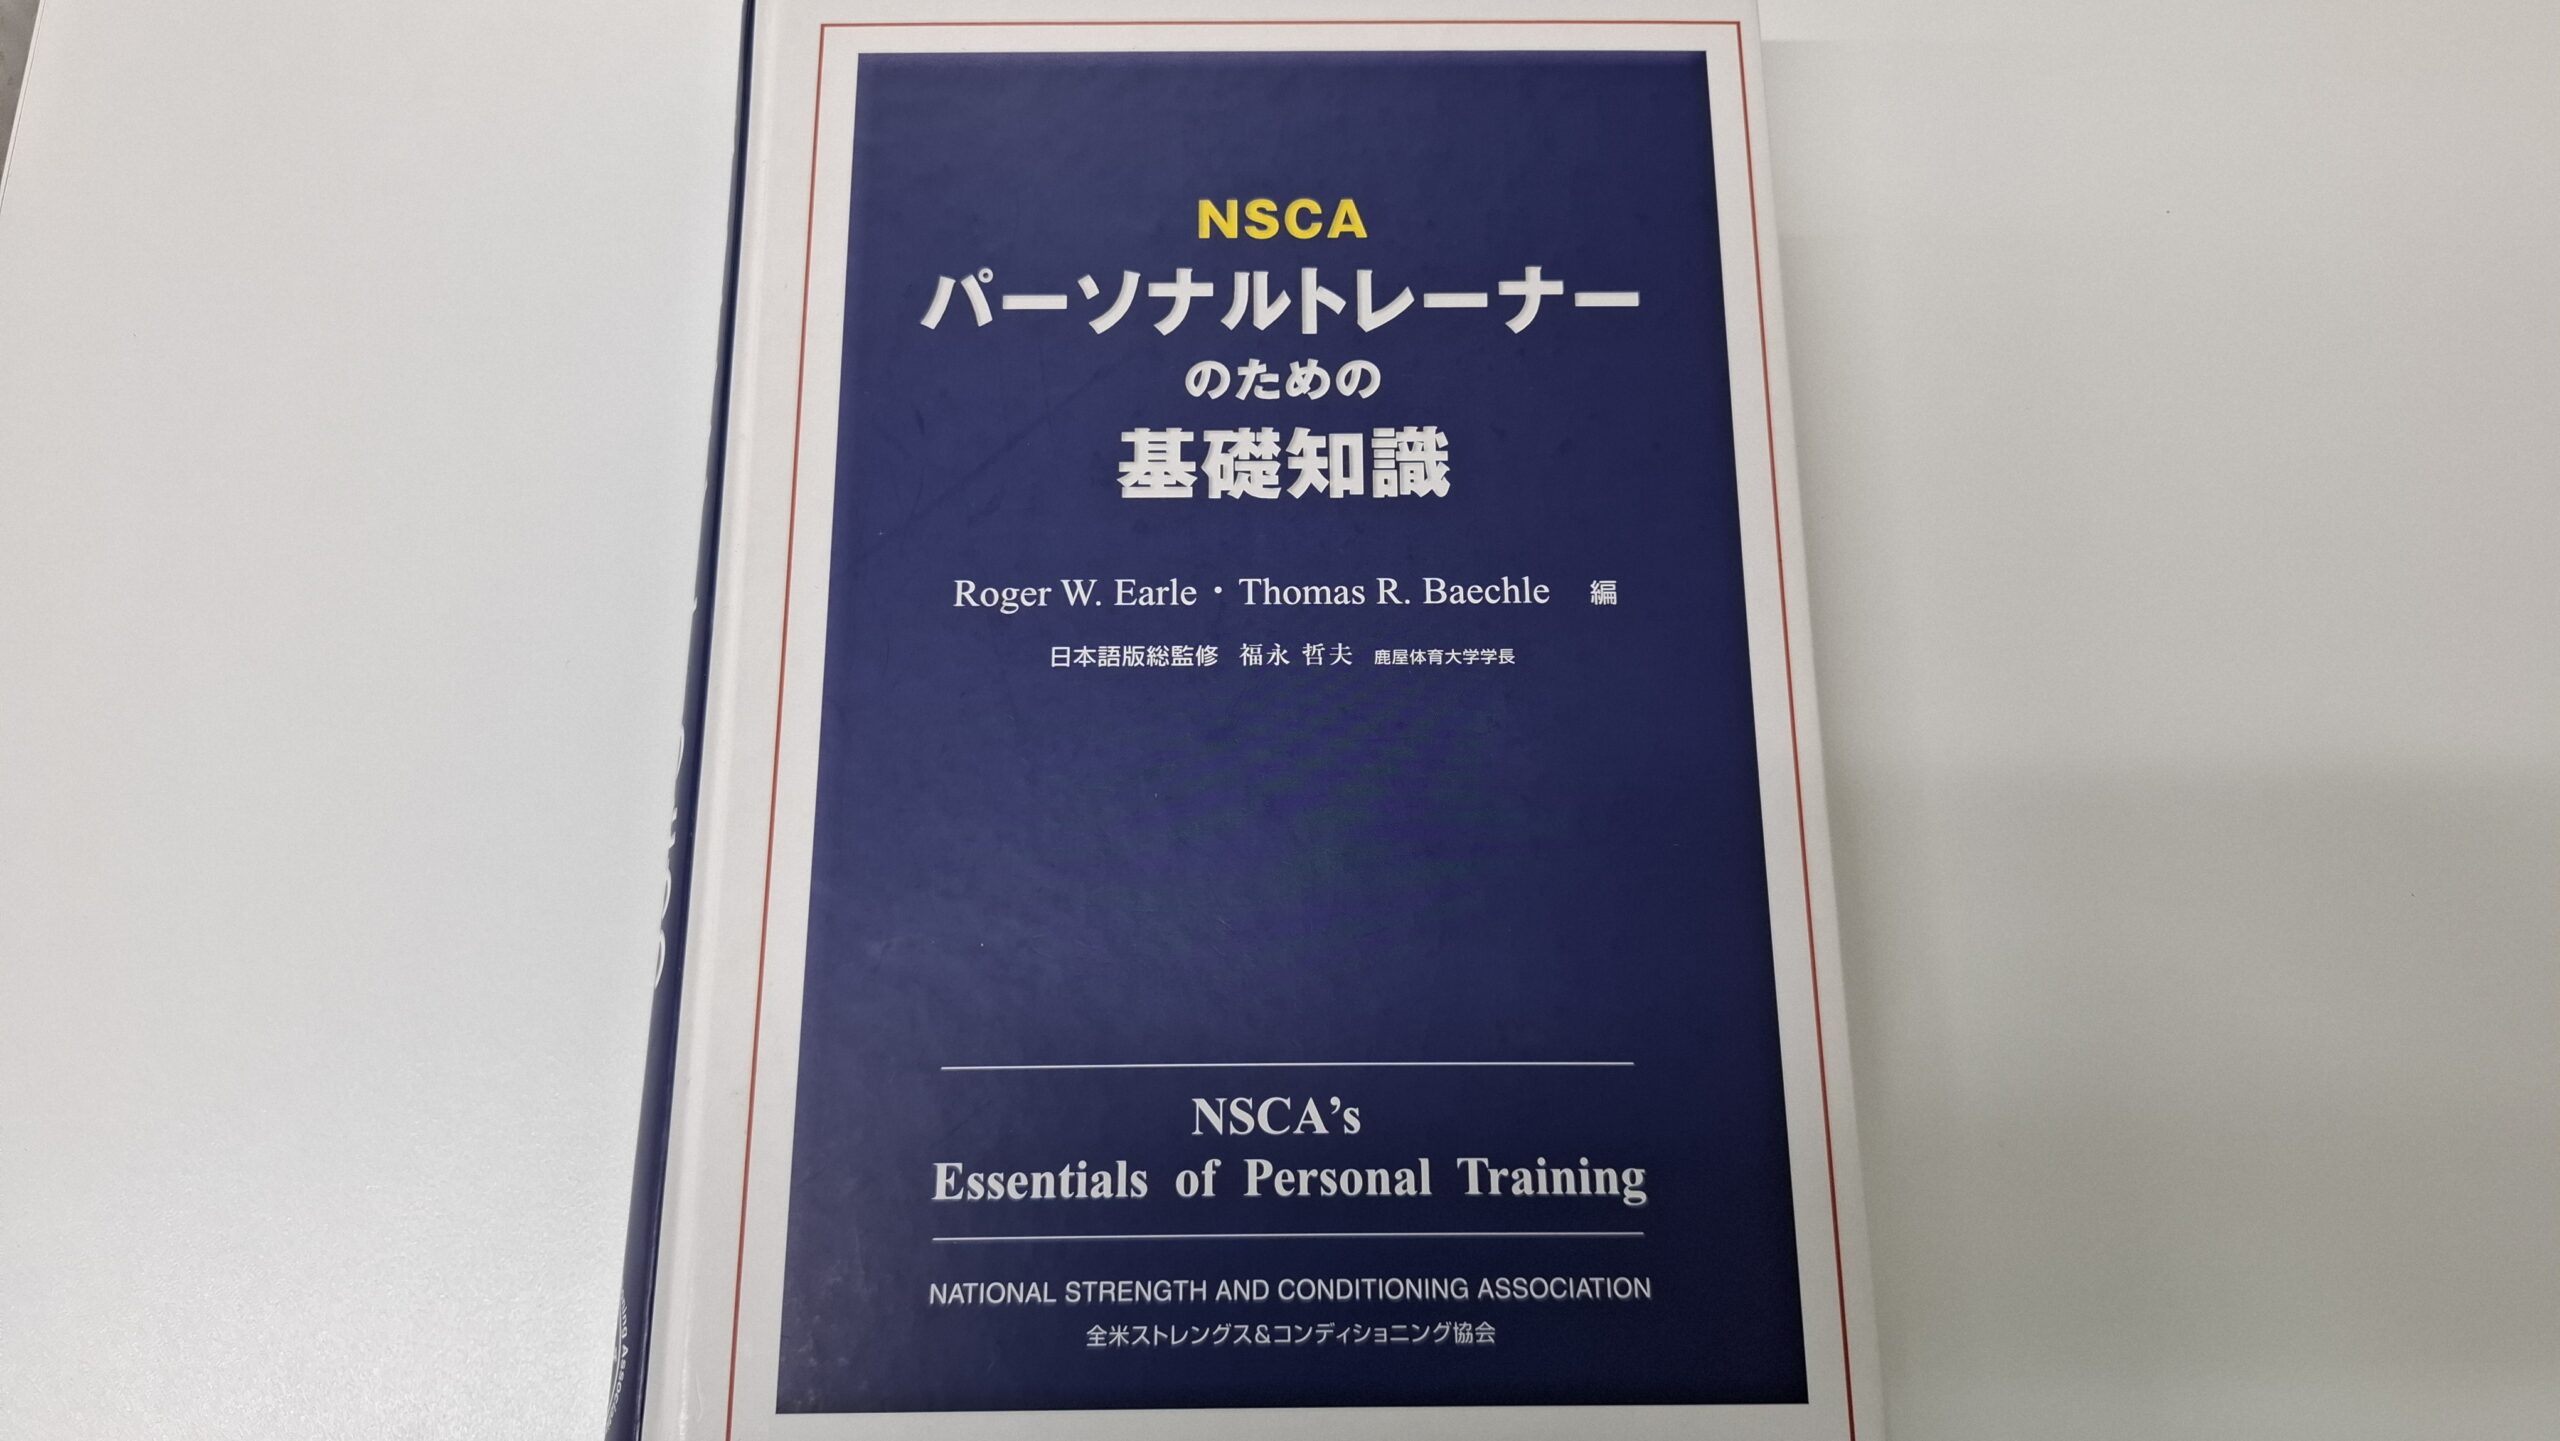 NSCA
パーソナルトレーナー
のための
基礎知識
Roger W. Earle・Thomas R. Baechle 編
日本語版総監修 福永 哲夫 鹿屋体育大学学長
NSCA's
Essentials of Personal Training
NATIONAL STRENGTH AND CONDITIONING ASSOCIATION
全米ストレングス&コンディショニング協会